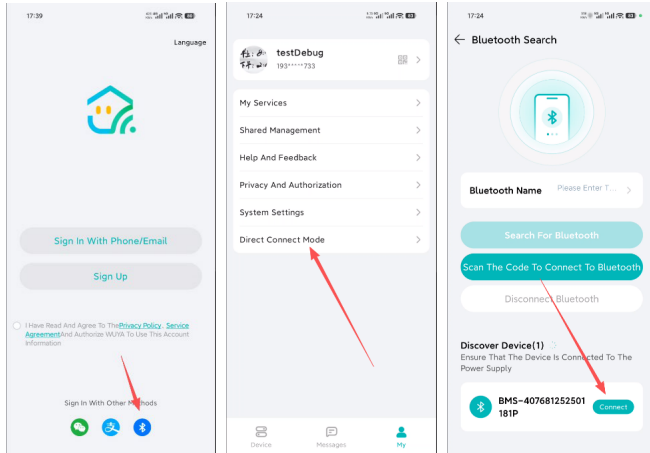 17:39
Language
Sign In With Phone/Email
Sign Up
I Have Read And Agree To The Privacy Policy, Service
Agreement And Authorize WUYA To Use This Account
Information
Sign In With Other Methods
17:24
testDebug
193****733
My Services
Shared Management
Help And Feedback
Privacy And Authorization
System Settings
Direct Connect Mode
Device
Messages
My
17:24
Bluetooth Search
Bluetooth Name
Please Enter T...
Search For Bluetooth
Scan The Code To Connect To Bluetooth
Disconnect Bluetooth
Discover Device(1)
Ensure That The Device Is Connected To The
Power Supply
BMS-407681252501
181P
Connect